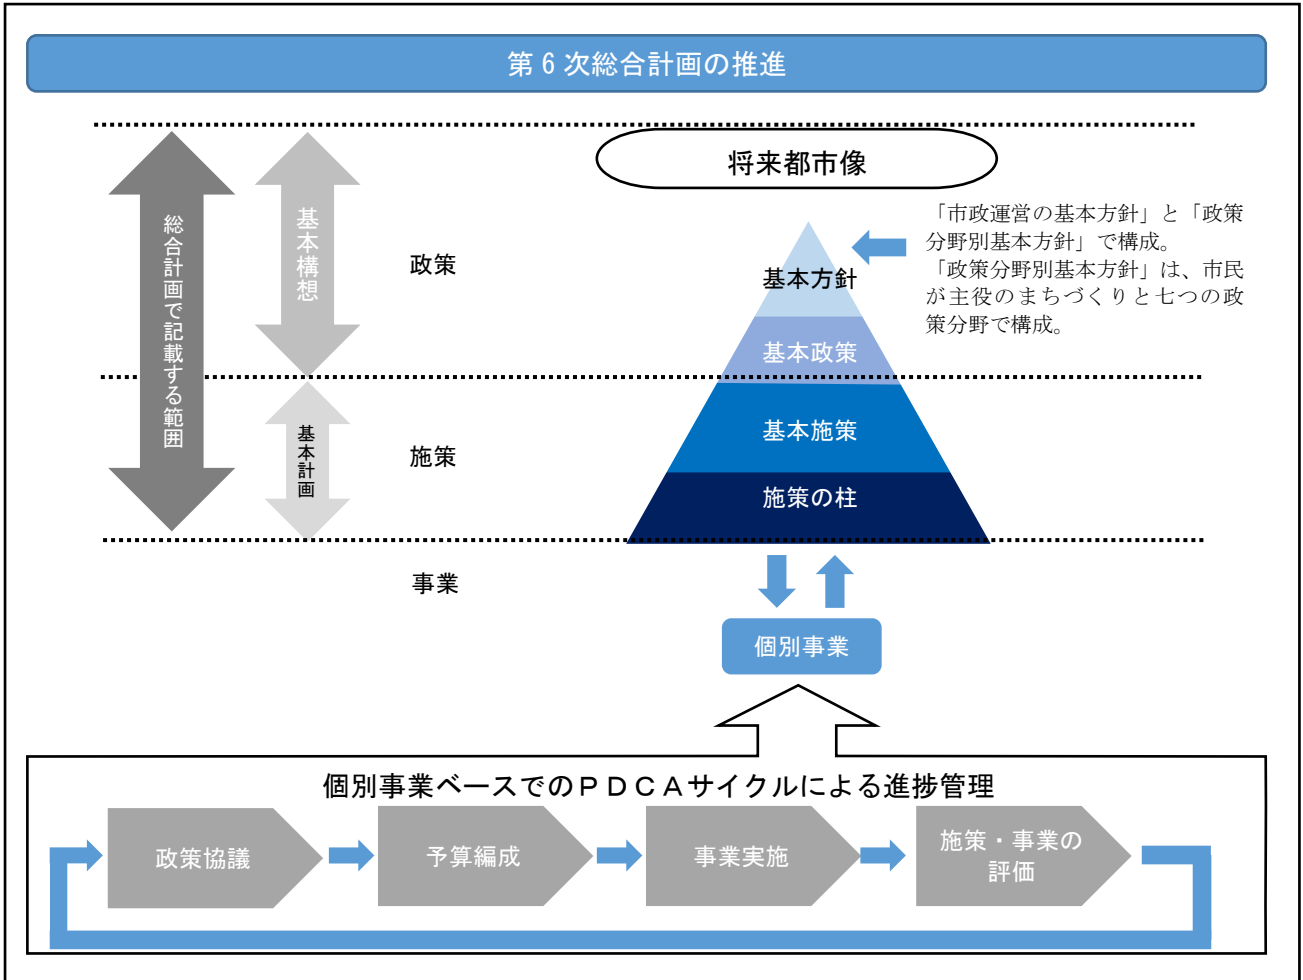 第6次総合計画の推進
将来都市像
総合計画で記載する範囲
基本構想
政策
「市政運営の基本方針」と「政策
分野別基本方針」で構成。
「政策分野別基本方針」は、市民
が主役のまちづくりと七つの政
策分野で構成。
基本方針
基本政策
基本計画
施策
基本施策
施策の柱
事業
個別事業
個別事業ベースでのPDCAサイクルによる進捗管理
政策協議
予算編成
事業実施
施策・事業の
評価